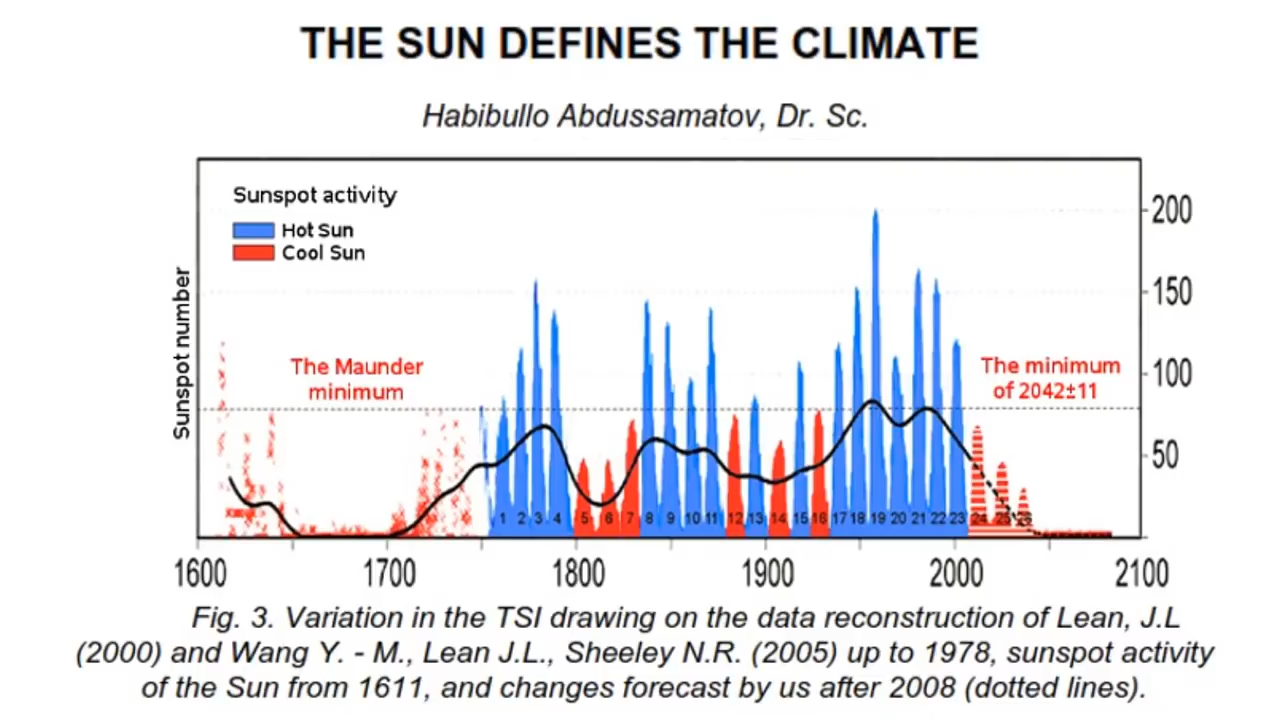 THE SUN DEFINES THE CLIMATE
Habibullo Abdussamatov, Dr. Sc.
Sunspot activity
Hot Sun
Cool Sun
Sunspot number
The Maunder
minimum
The minimum
of 2042±11
200
150
100
50
1 2 3 4 5 6 7 8 9 10 11 12 13 14 15 16 17 18 19 20 21 22 23 24 25 26
1600 1700 1800 1900 2000 2100
Fig. 3. Variation in the TSI drawing on the data reconstruction of Lean, J.L
(2000) and Wang Y. - M., Lean J.L., Sheeley N.R. (2005) up to 1978, sunspot activity
of the Sun from 1611, and changes forecast by us after 2008 (dotted lines).